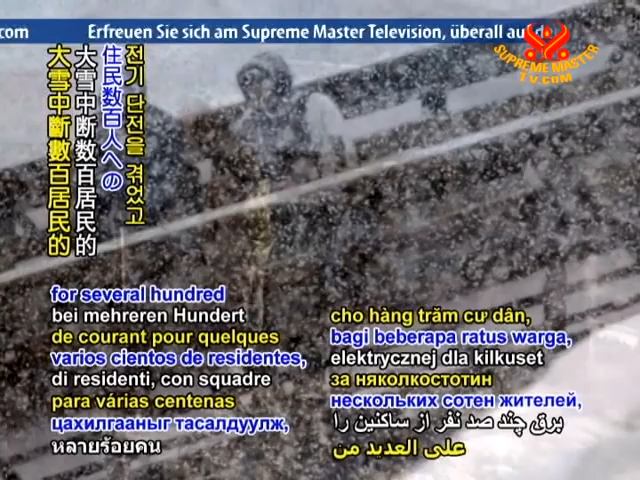 .com
Erfreuen Sie sich am Supreme Master Television, überall auf d
SUPREME MASTER
TV.COM
전기 단전을 겪었고
住民数百人への
大雪中断数百居民的
大雪中斷數百居民的
for several hundred
bei mehreren Hundert
de courant pour quelques
varios cientos de residentes,
di residenti, con squadre
para várias centenas
цахилгааныг тасалдуулж,
หลายร้อยคน
cho hàng trăm cư dân,
bagi beberapa ratus warga,
elektrycznej dla kilkuset
за няколкостотин
нескольких сотен жителей,
برق چند صد نفر از ساکنین را
على العديد من